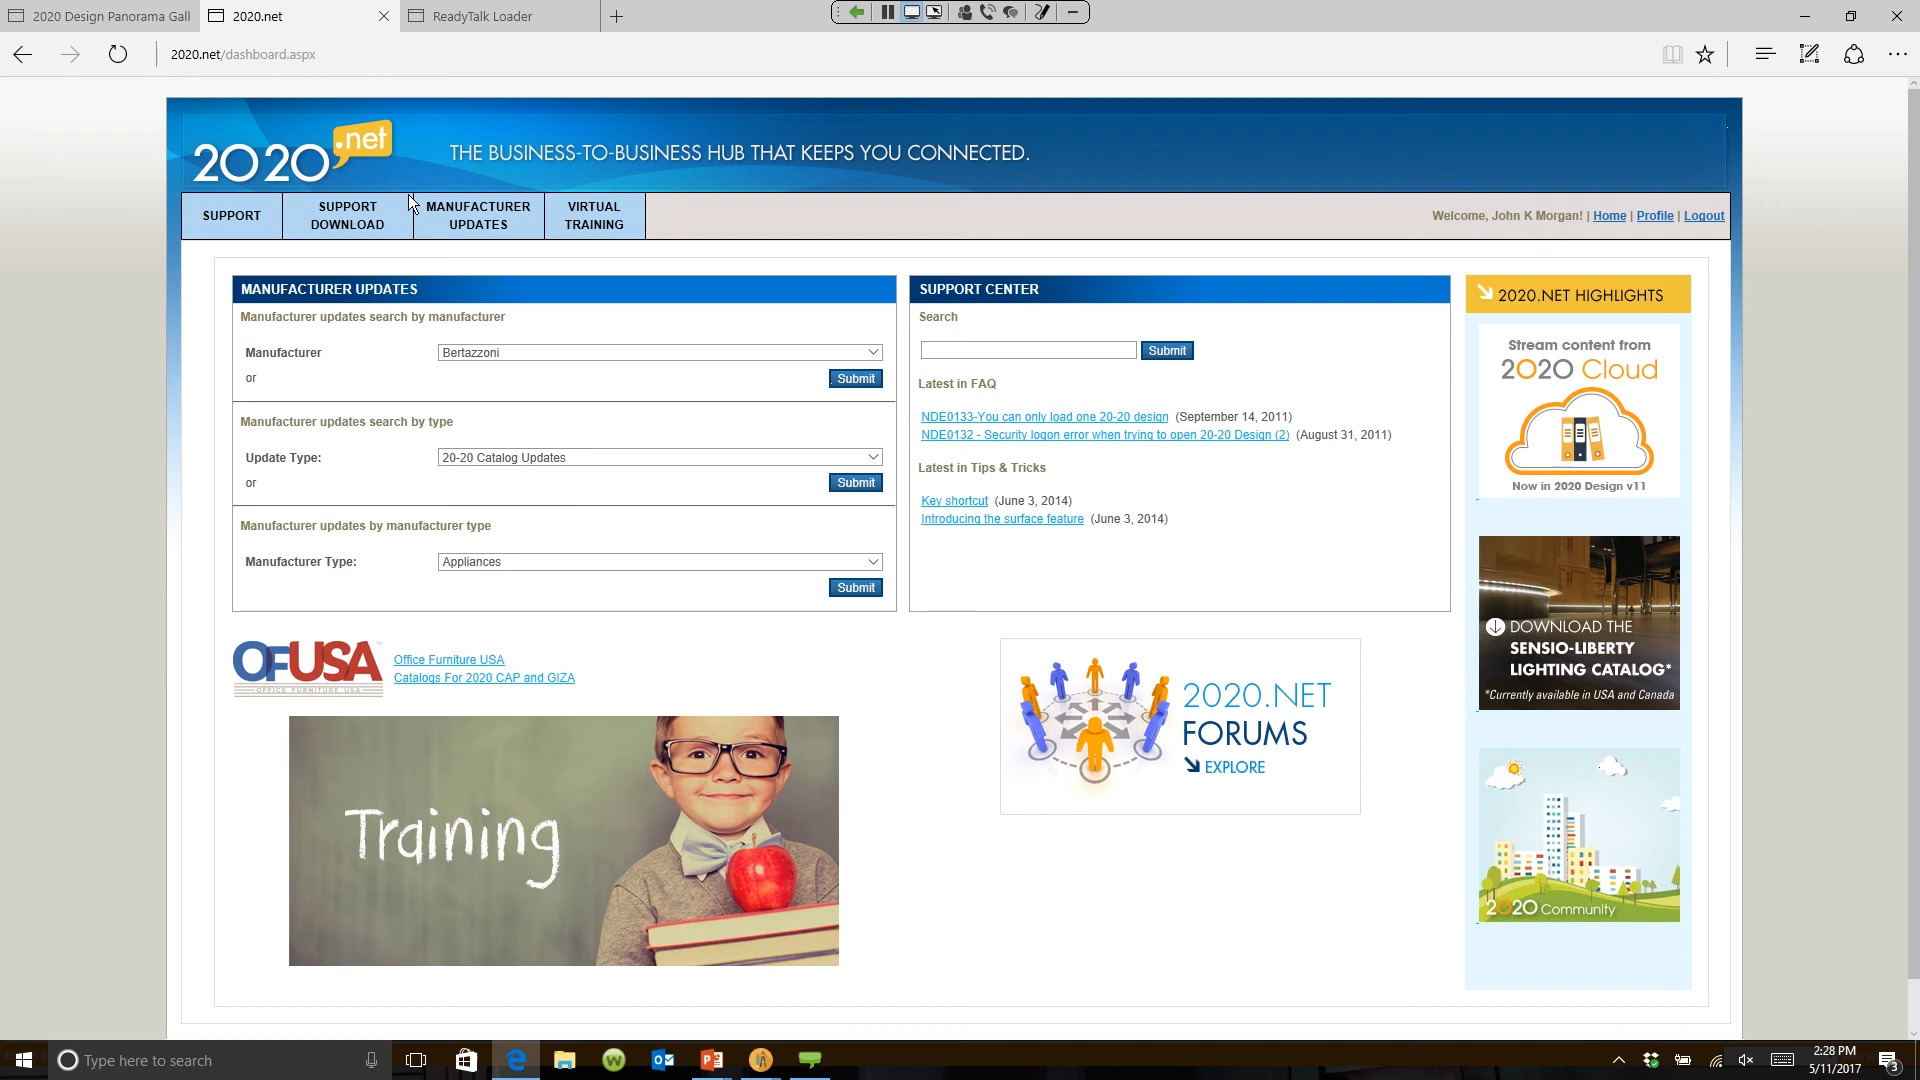 2020 Design Panorama Gall
2020.net
ReadyTalk Loader
2020.net/dashboard.aspx
2020 .net
THE BUSINESS-TO-BUSINESS HUB THAT KEEPS YOU CONNECTED.
SUPPORT
SUPPORT
DOWNLOAD
MANUFACTURER
UPDATES
VIRTUAL
TRAINING
Welcome, John K Morgan! | Home | Profile | Logout
MANUFACTURER UPDATES
Manufacturer updates search by manufacturer
Manufacturer
Bertazzoni
or
Submit
Manufacturer updates search by type
Update Type:
20-20 Catalog Updates
or
Submit
Manufacturer updates by manufacturer type
Manufacturer Type:
Appliances
Submit
SUPPORT CENTER
Search
Submit
Latest in FAQ
NDE0133-You can only load one 20-20 design (September 14, 2011)
NDE0132 - Security logon error when trying to open 20-20 Design (2) (August 31, 2011)
Latest in Tips & Tricks
Key shortcut (June 3, 2014)
Introducing the surface feature (June 3, 2014)
2020.NET HIGHLIGHTS
Stream content from
2020 Cloud
Now in 2020 Design v11
DOWNLOAD THE
SENSIO-LIBERTY
LIGHTING CATALOG*
*Currently available in USA and Canada
2020 Community
OFUSA
OFFICE FURNITURE USA
Office Furniture USA
Catalogs For 2020 CAP and GIZA
Training
2020.NET
FORUMS
EXPLORE
Type here to search
2:28 PM
5/11/2017
3